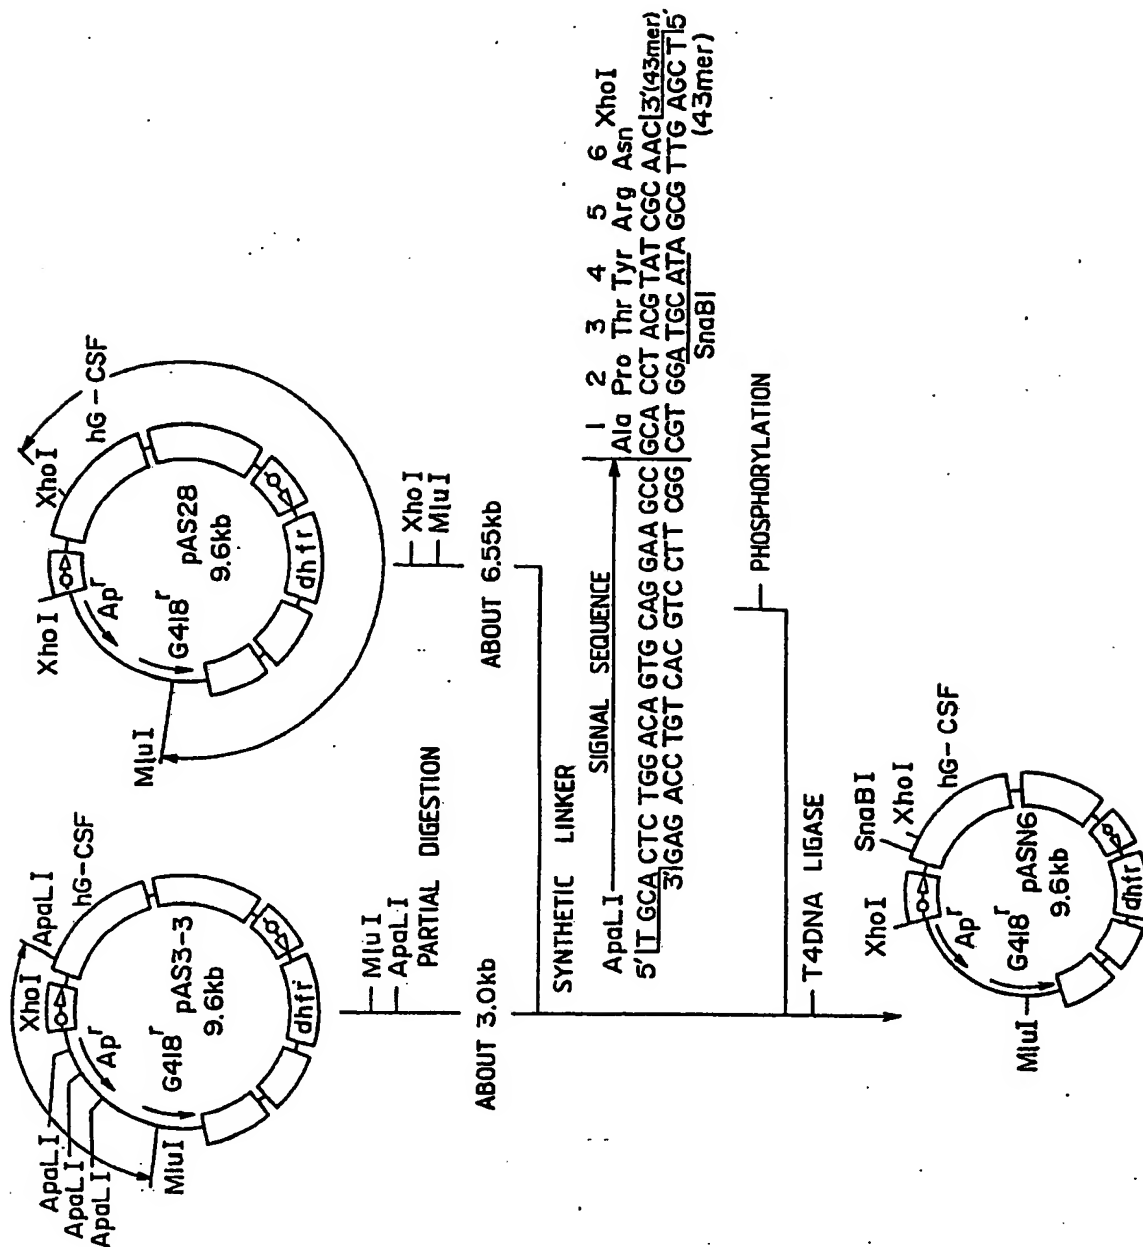 XhoI
ApaLI
hG-CSF
ApaLI
ApaLI
ApaLI
Ap^r
pAS3-3
9.6kb
G418^r
dhfr
MluI
MluI
ApaLI
PARTIAL DIGESTION
ABOUT 3.0kb
XhoI
XhoI
hG-CSF
Ap^r
pAS28
9.6kb
G418^r
dhfr
MluI
XhoI
MluI
ABOUT 6.55kb
SYNTHETIC LINKER
ApaLI
SIGNAL SEQUENCE
1 2 3 4 5 6
Ala Pro Thr Tyr Arg Asn XhoI
5' T GCA CTC TGG ACA GTG CAG GAA GCC GCA CCT ACG TAT CGC AAC 3'(43mer)
3' GAG ACC TGT CAC GTC CTT CGG CGT GGA TGC ATA GCG TTG AGCT 5'
SnaBI
(43mer)
PHOSPHORYLATION
T4DNA LIGASE
SnaBI
XhoI
XhoI
hG-CSF
Ap^r
pASN6
9.6kb
G418^r
dhfr
MluI